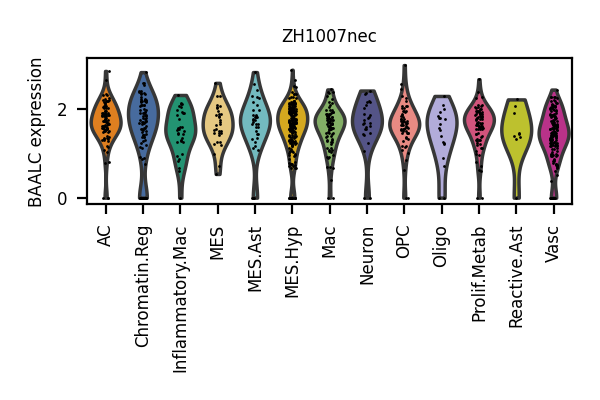 ZH1007nec
BAALC expression
2
0
AC
Chromatin.Reg
Inflammatory.Mac
MES
MES.Ast
MES.Hyp
Mac
Neuron
OPC
Oligo
Prolif.Metab
Reactive.Ast
Vasc